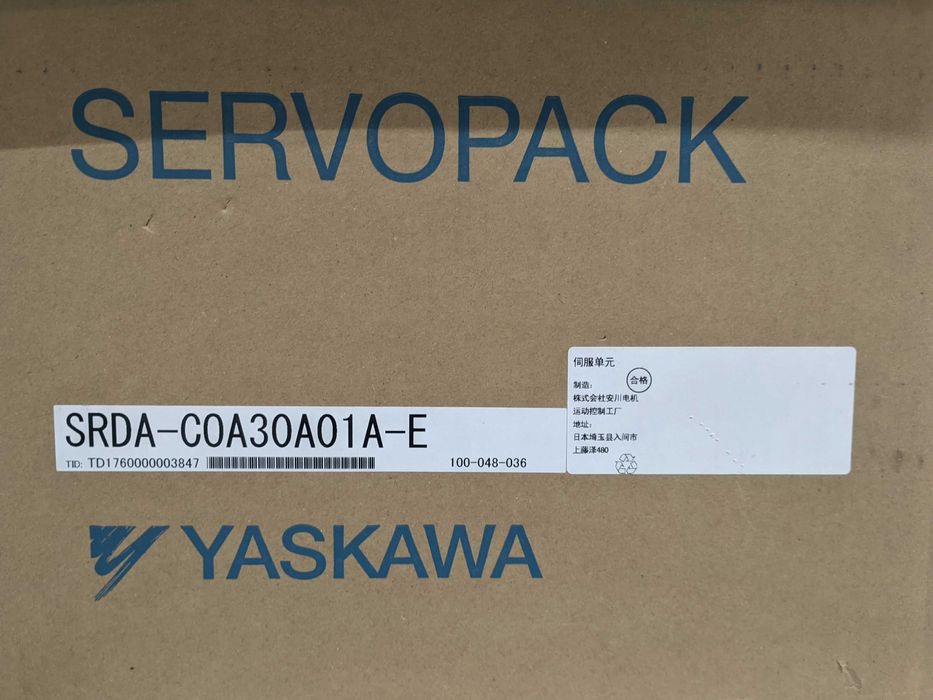 SERVOPACK
伺服单元
制造: 合格
株式会社安川电机
运动控制工厂
地址:
日本埼玉县入间市
上藤泽480
SRDA-C0A30A01A-E
TID: TD1760000003847 100-048-036
YASKAWA